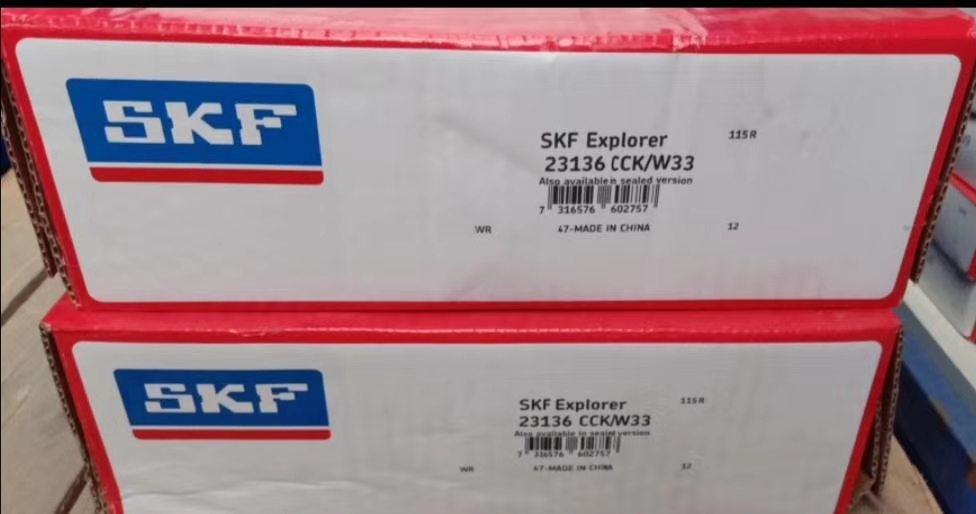 SKF
SKF Explorer
115R
23136 CCK/W33
Also available in sealed version
7 316576 602757
WR
47-MADE IN CHINA
12
SKF
SKF Explorer
115R
23136 CCK/W33
Also available in sealed version
7 316576 602757
WR
47-MADE IN CHINA
12